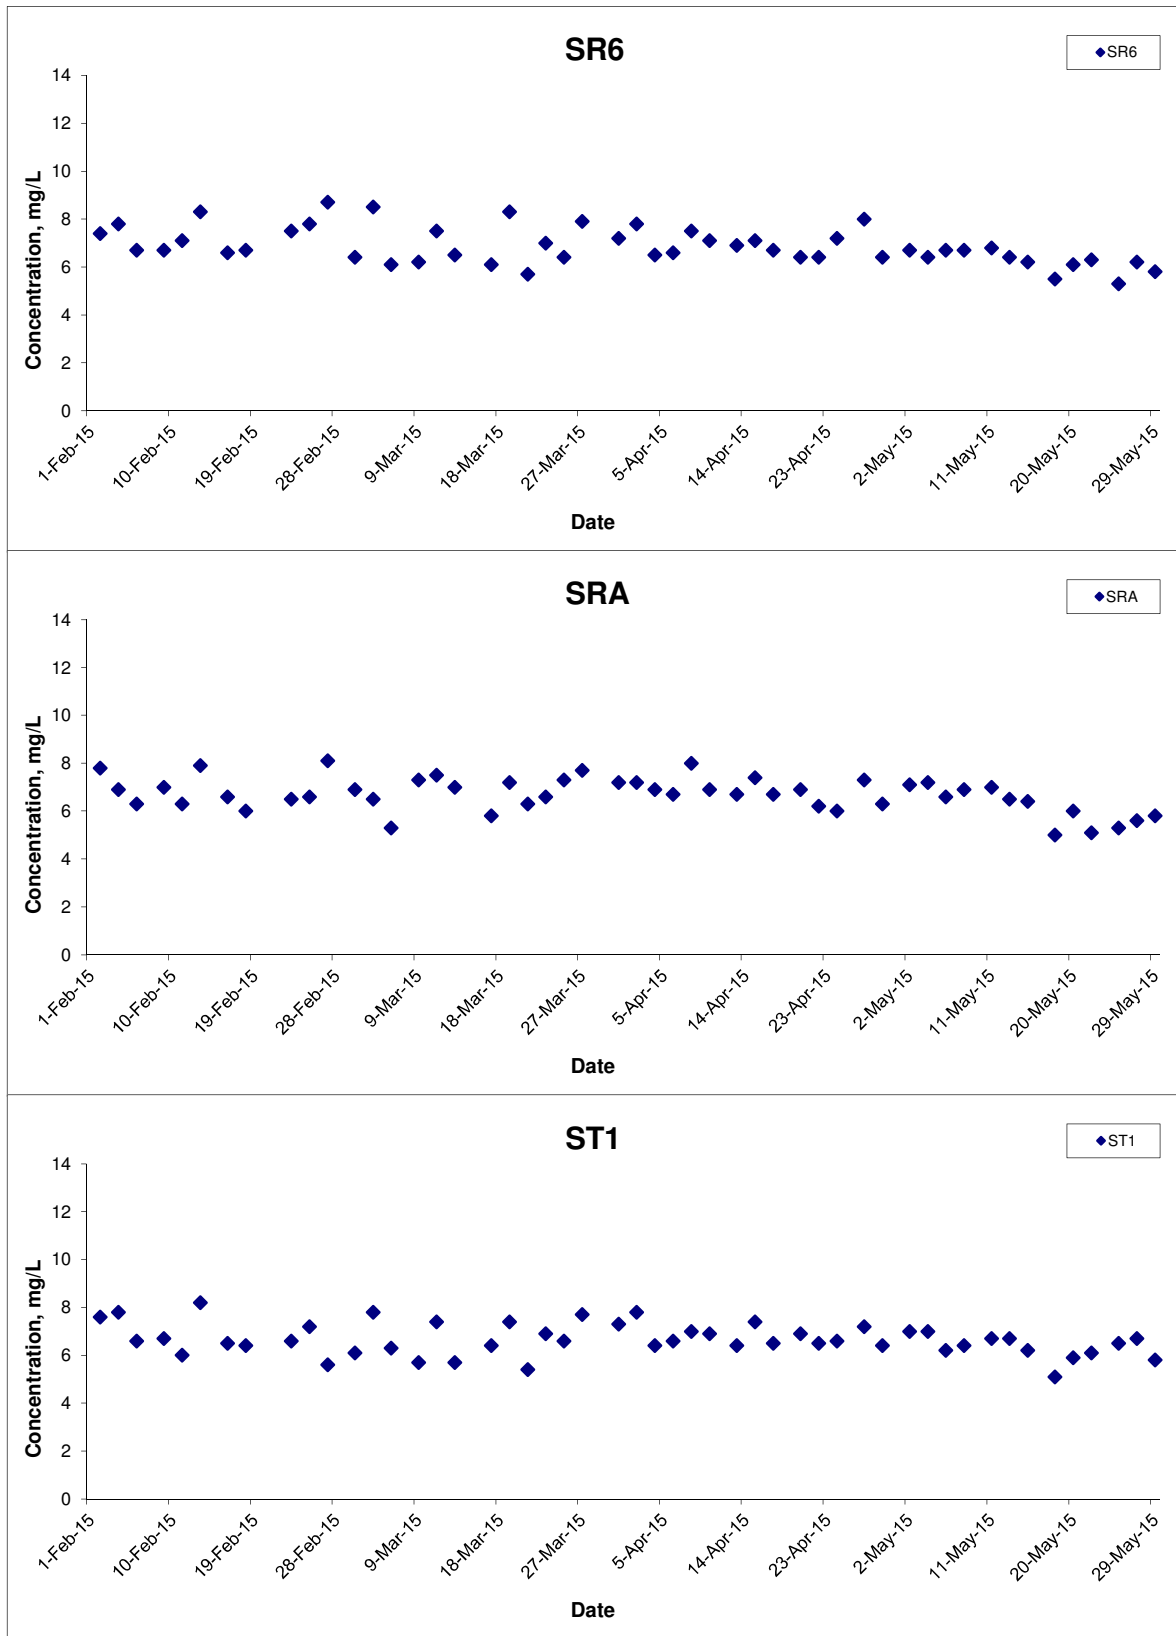 SR6
SR6
14
12
10
8
6
4
2
0
Concentration, mg/L
1-Feb-15
10-Feb-15
19-Feb-15
28-Feb-15
9-Mar-15
18-Mar-15
27-Mar-15
5-Apr-15
14-Apr-15
23-Apr-15
2-May-15
11-May-15
20-May-15
29-May-15
Date
SRA
SRA
14
12
10
8
6
4
2
0
Concentration, mg/L
1-Feb-15
10-Feb-15
19-Feb-15
28-Feb-15
9-Mar-15
18-Mar-15
27-Mar-15
5-Apr-15
14-Apr-15
23-Apr-15
2-May-15
11-May-15
20-May-15
29-May-15
Date
ST1
ST1
14
12
10
8
6
4
2
0
Concentration, mg/L
1-Feb-15
10-Feb-15
19-Feb-15
28-Feb-15
9-Mar-15
18-Mar-15
27-Mar-15
5-Apr-15
14-Apr-15
23-Apr-15
2-May-15
11-May-15
20-May-15
29-May-15
Date